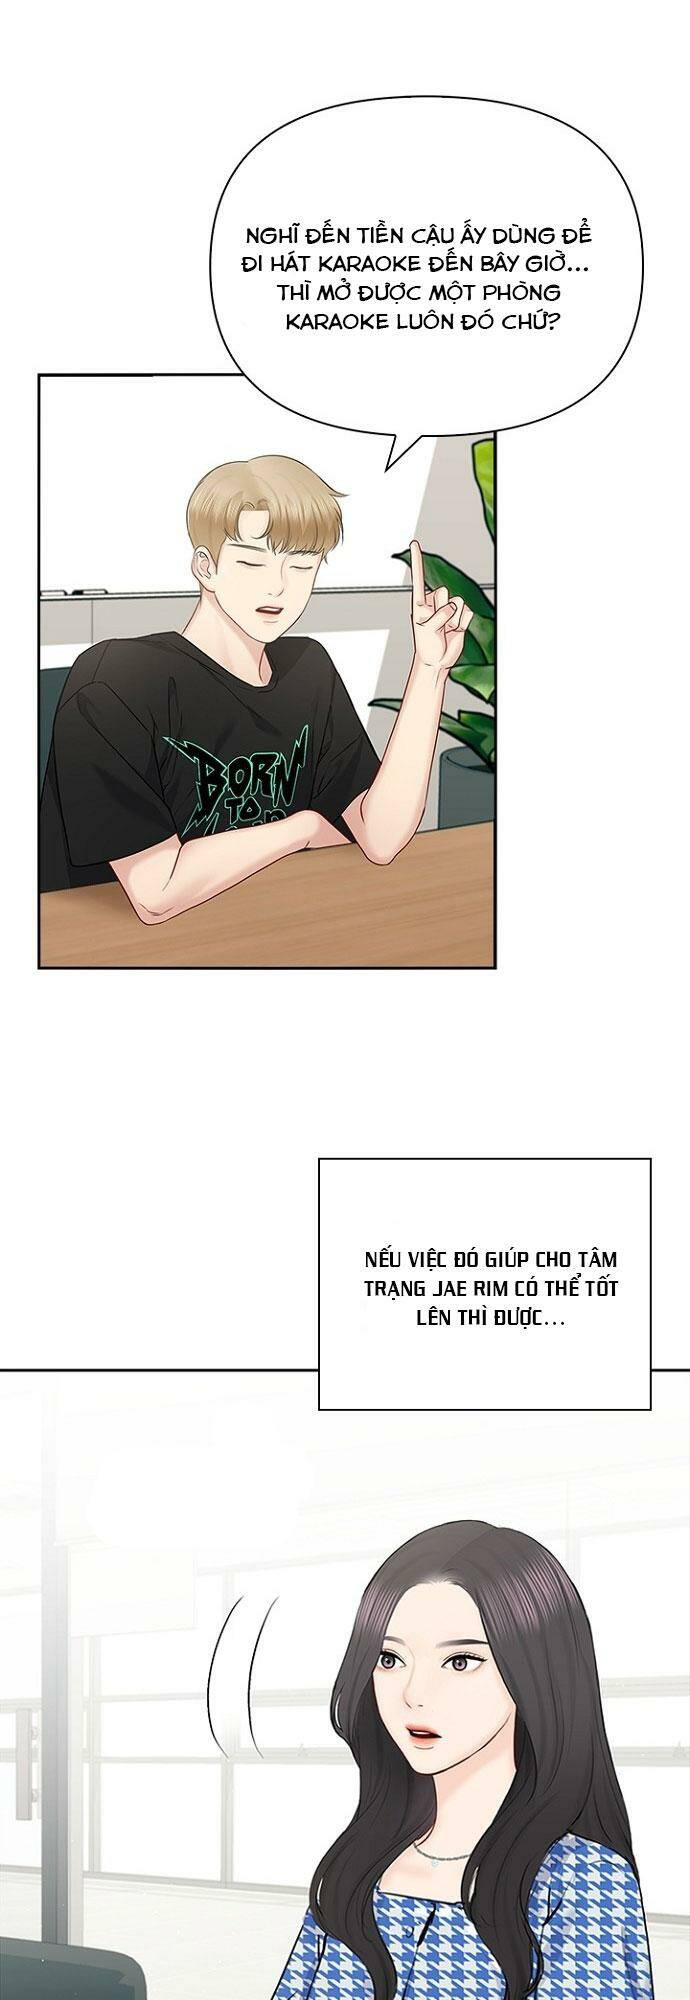 NGHĨ ĐẾN TIỀN CẬU ẤY DÙNG ĐỂ
ĐI HÁT KARAOKE ĐẾN BÂY GIỜ...
THÌ MỞ ĐƯỢC MỘT PHÒNG
KARAOKE LUÔN ĐÓ CHỨ?
BORN
TO
NẾU VIỆC ĐÓ GIÚP CHO TÂM
TRẠNG JAE RIM CÓ THỂ TỐT
LÊN THÌ ĐƯỢC...